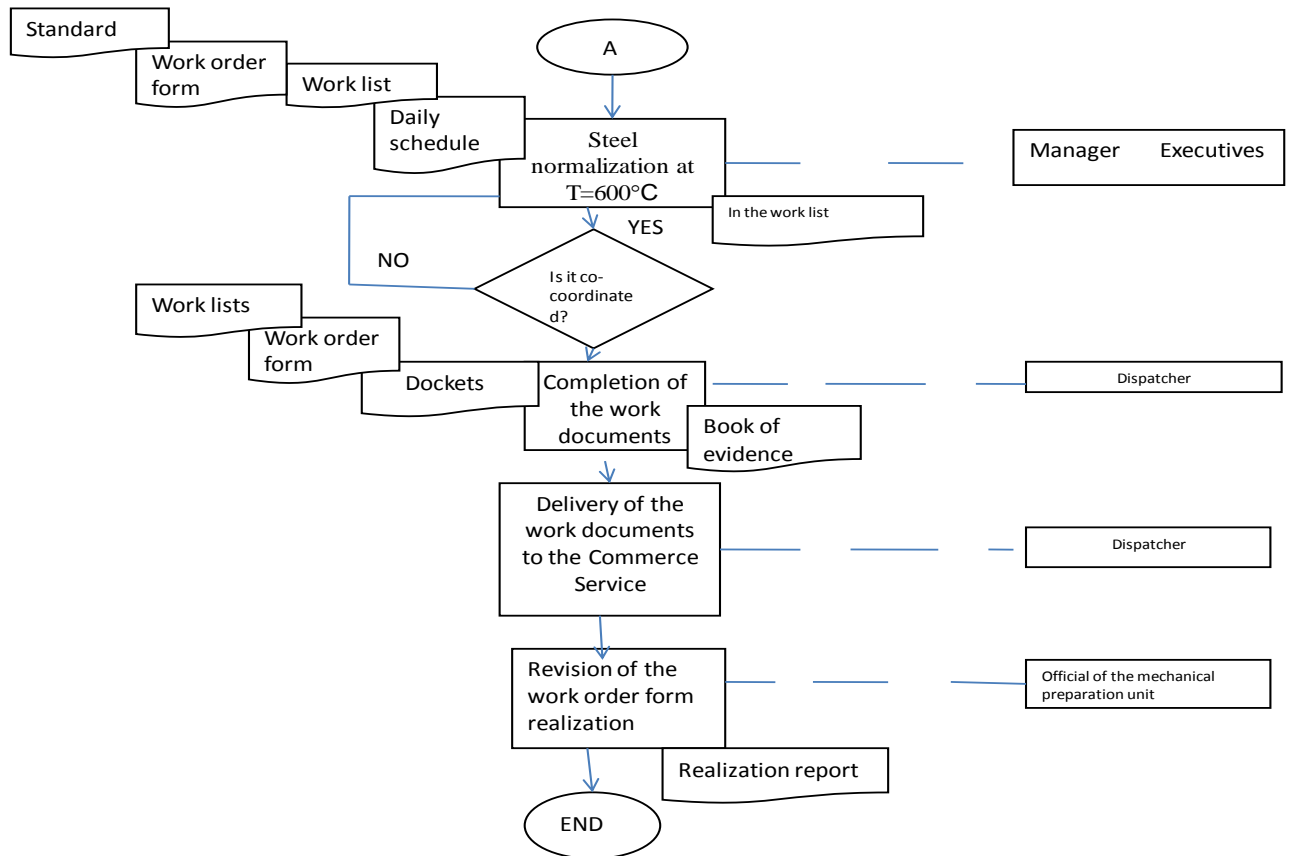 Standard
A
Work order
form
Work list
Daily
schedule
Steel
normalization at
T=600°C
Manager Executives
In the work list
YES
NO
Is it co-
coordinate
d?
Work lists
Work order
form
Dockets
Completion of
the work
documents
Dispatcher
Book of
evidence
Delivery of the
work documents
to the Commerce
Service
Dispatcher
Revision of the
work order form
realization
Official of the mechanical
preparation unit
Realization report
END